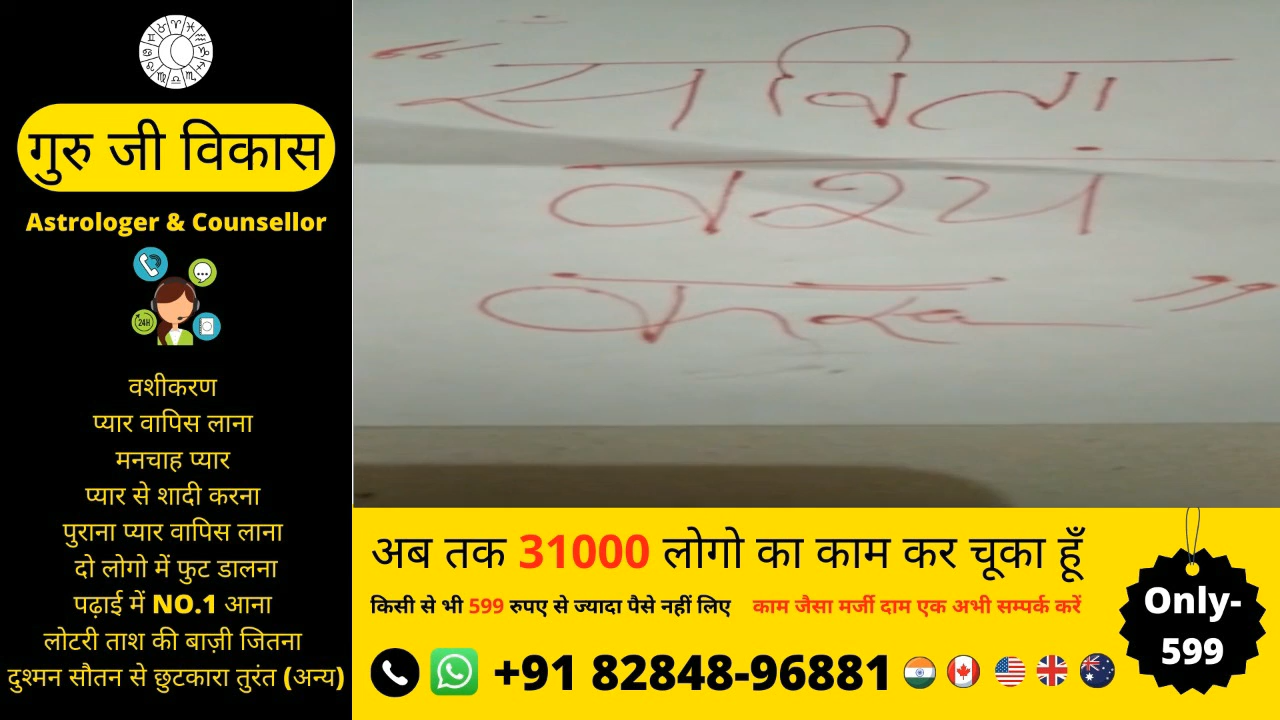 गुरु जी विकास
Astrologer & Counsellor
24H
वशीकरण
प्यार वापिस लाना
मनचाह प्यार
प्यार से शादी करना
पुराना प्यार वापिस लाना
दो लोगो में फुट डालना
पढ़ाई में NO.1 आना
लोटरी ताश की बाज़ी जितना
दुश्मन सौतन से छुटकारा तुरंत (अन्य)
“सविता
वश्यं
अब तक 31000 लोगो का काम कर चूका हूँ
किसी से भी 599 रुपए से ज्यादा पैसे नहीं लिए काम जैसा मर्जी दाम एक अभी सम्पर्क करें
+91 82848-96881
Only-
599